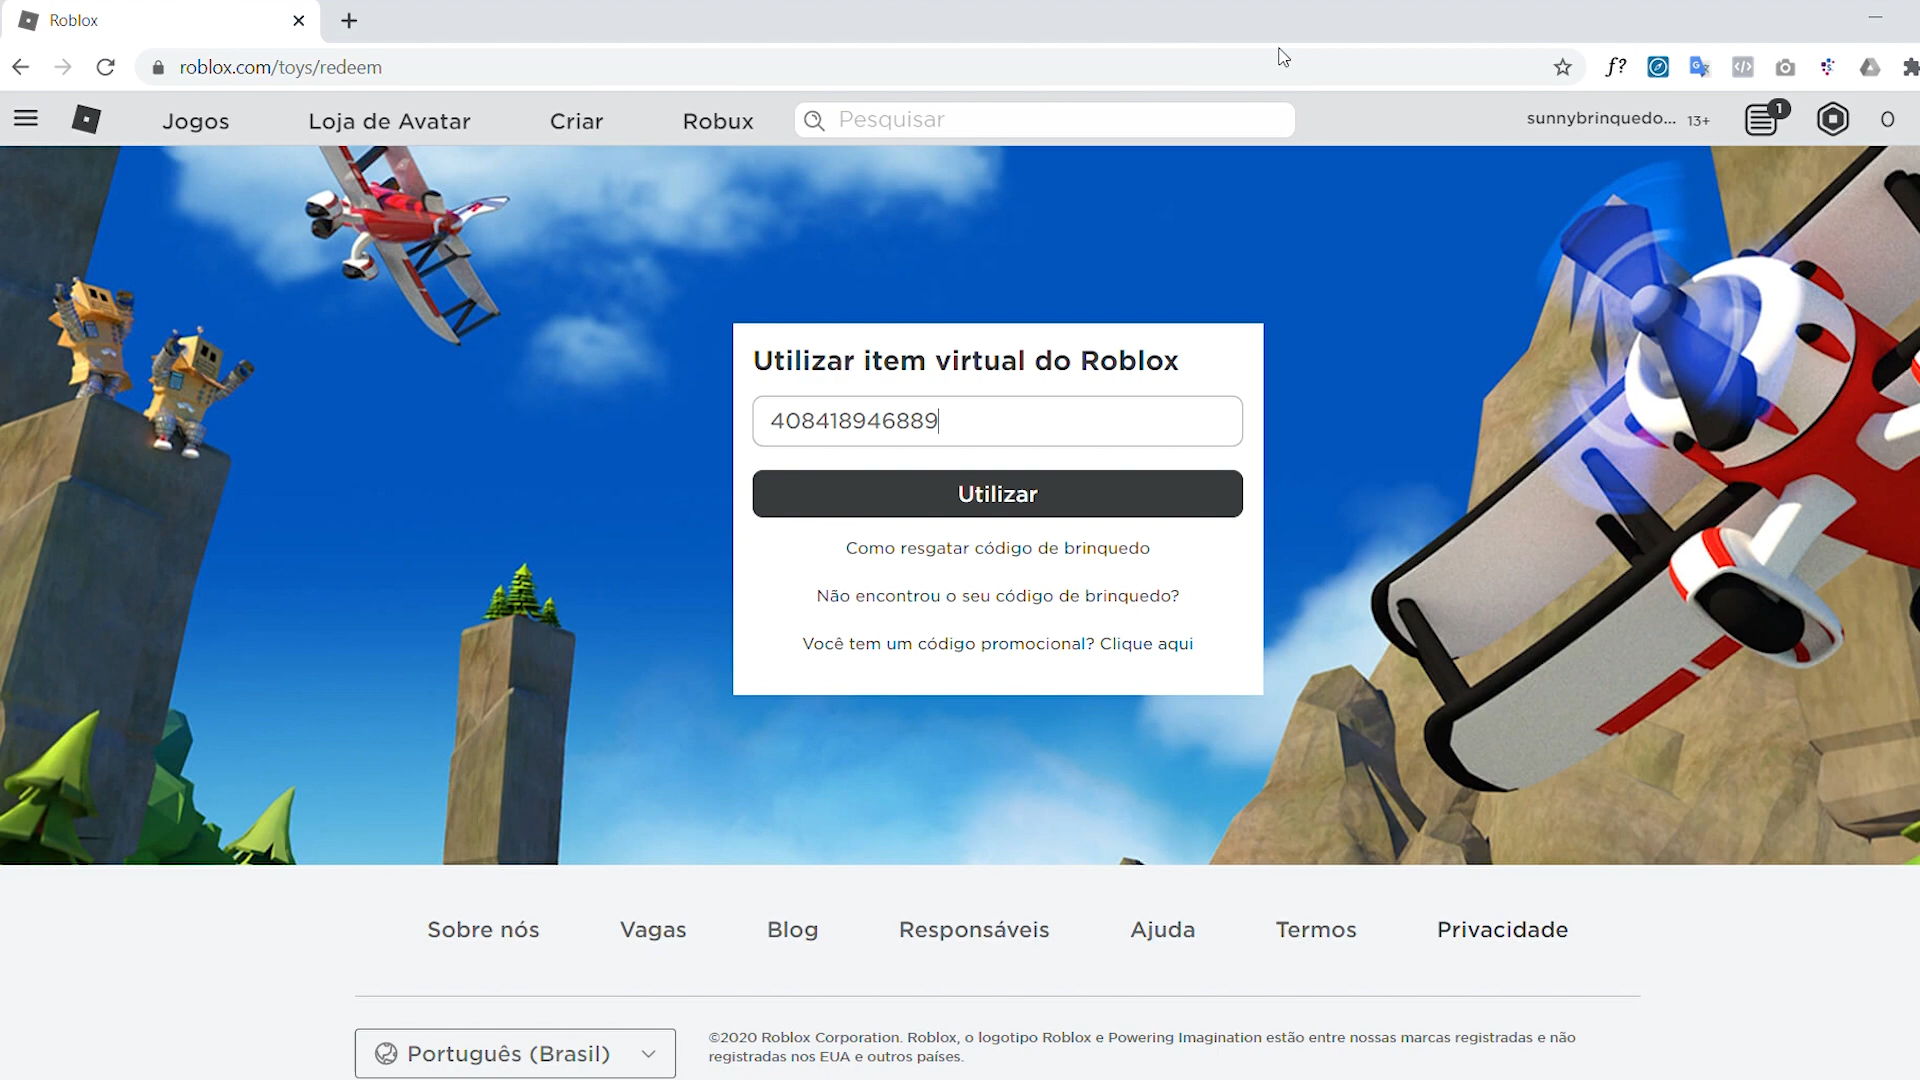 Roblox
roblox.com/toys/redeem
f?
Jogos
Loja de Avatar
Criar
Robux
Pesquisar
sunnybrinquedo... 13+
1
0
Utilizar item virtual do Roblox
408418946889
Utilizar
Como resgatar código de brinquedo
Não encontrou o seu código de brinquedo?
Você tem um código promocional? Clique aqui
Sobre nós
Vagas
Blog
Responsáveis
Ajuda
Termos
Privacidade
Português (Brasil)
©2020 Roblox Corporation. Roblox, o logotipo Roblox e Powering Imagination estão entre nossas marcas registradas e não
registradas nos EUA e outros países.